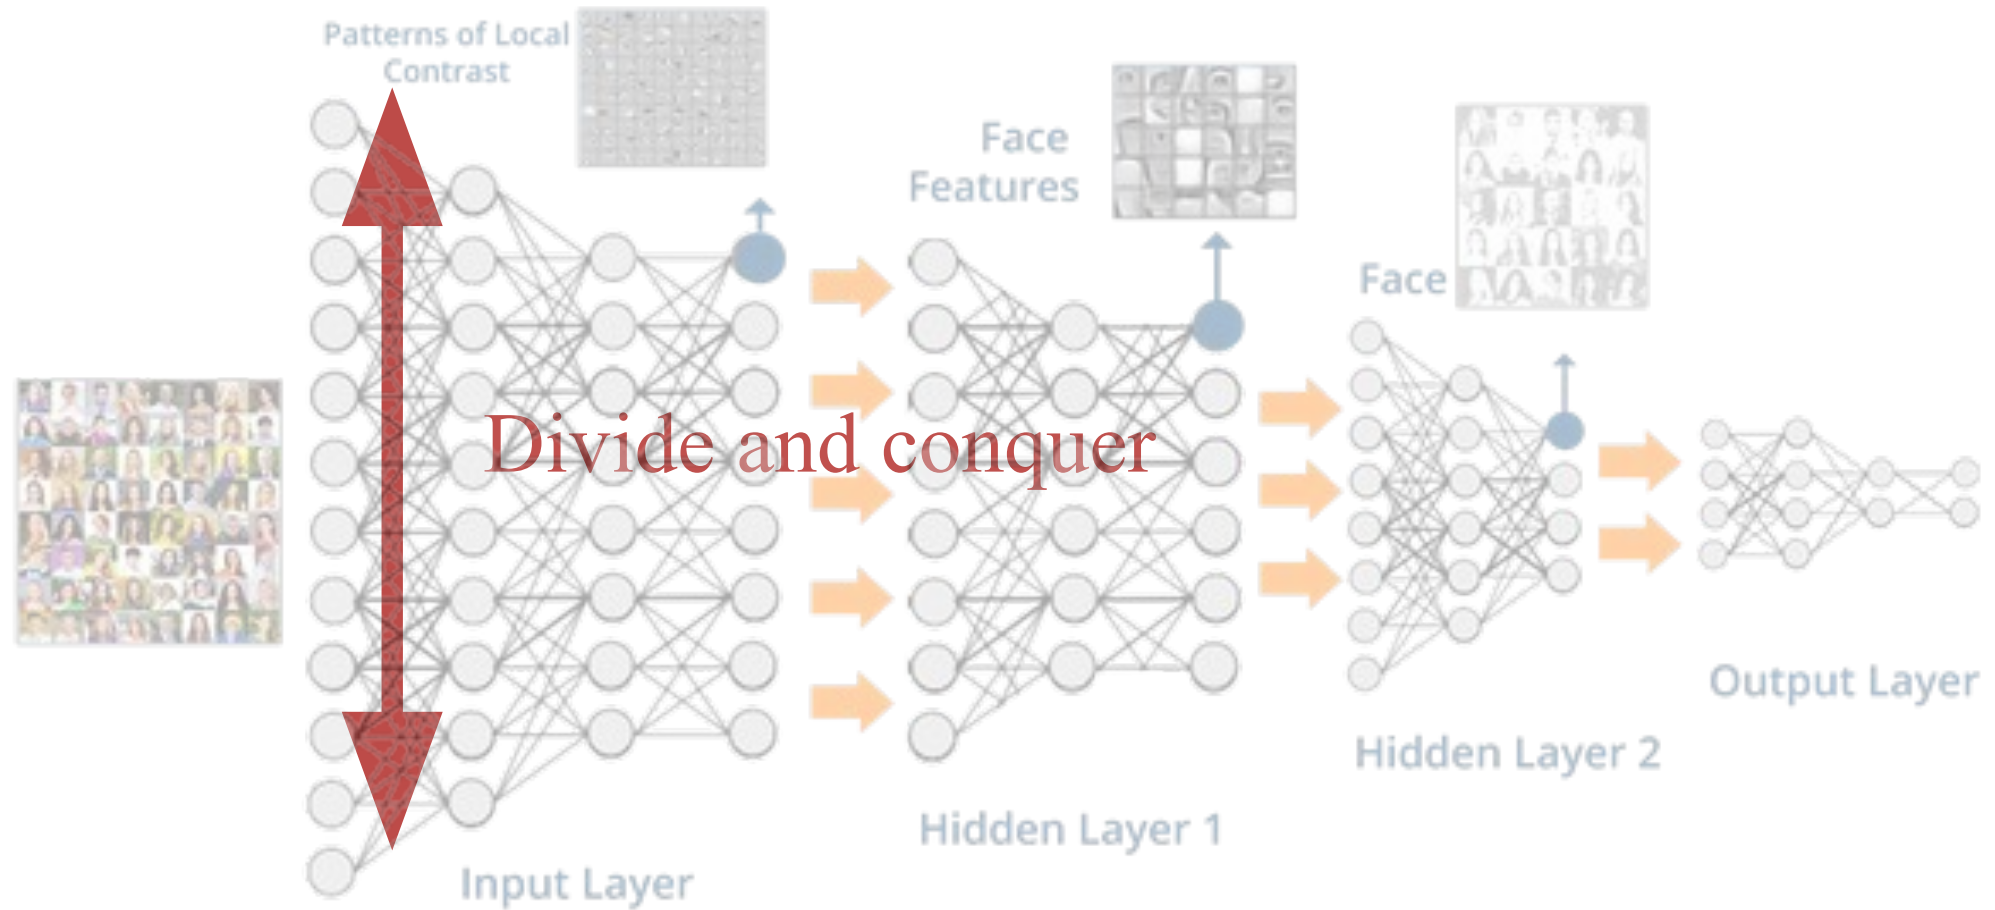 Patterns of Local
Contrast
Face
Features
Face
Divide and conquer
Output Layer
Hidden Layer 2
Hidden Layer 1
Input Layer